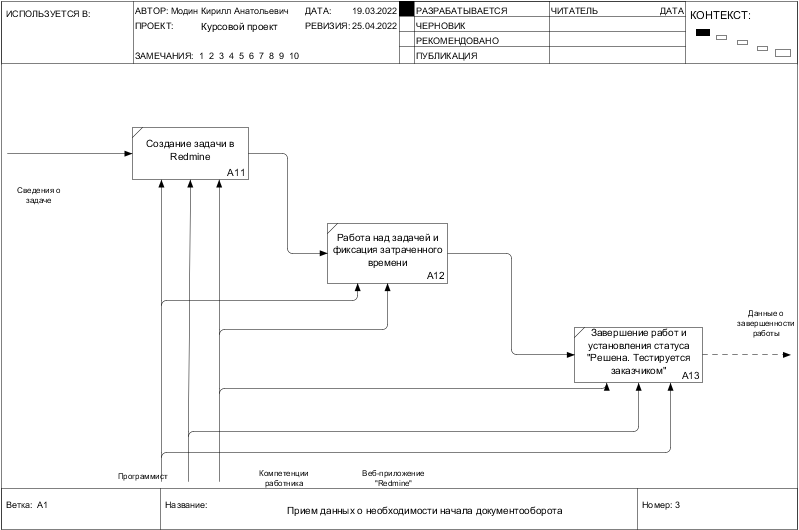 ИСПОЛЬЗУЕТСЯ В:
АВТОР: Модин Кирилл Анатольевич
ДАТА: 19.03.2022
ПРОЕКТ: Курсовой проект
РЕВИЗИЯ: 25.04.2022
ЗАМЕЧАНИЯ: 1 2 3 4 5 6 7 8 9 10
РАЗРАБАТЫВАЕТСЯ
ЧЕРНОВИК
РЕКОМЕНДОВАНО
ПУБЛИКАЦИЯ
ЧИТАТЕЛЬ
ДАТА
КОНТЕКСТ:
Создание задачи в
Redmine
A11
Сведения о
задаче
Работа над задачей и
фиксация затраченного
времени
A12
Данные о
завершенности
работы
Завершение работ и
установления статуса
"Решена. Тестируется
заказчиком"
A13
Программист
Компетенции
работника
Веб-приложение
"Redmine"
Ветка: A1
Название:
Прием данных о необходимости начала документооборота
Номер: 3